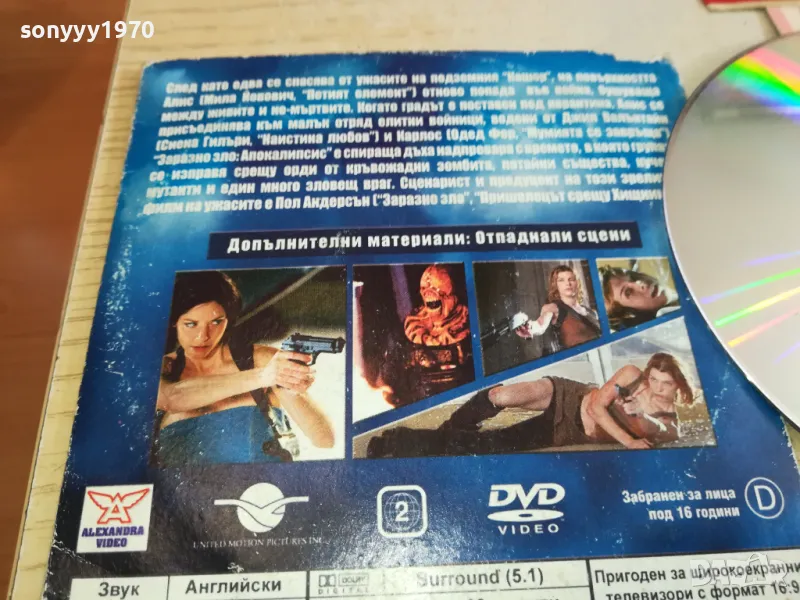 sonyyy1970
След като едва се спасява от ужасите на подземния "Кошер", на повърхността
Алис (Мила Йовович, "Петият елемент") отново попада във война, бушуваща
между живите и не-мъртвите. Когато градът е поставен под карантина, Алис се
присъединява към малък отряд елитни войници, водени от Джил Валънтайн
(Сиена Гилъри, "Наистина любов") и Карлос (Одед Фер, "Мумията се завръща")
"Заразно зло: Апокалипсис" е спираща дъха надпревара с времето, в която група
се изправя срещу орди от кръвожадни зомбита, потайни същества, кучета
мутанти и един много зловещ враг. Сценарист и продуцент на този
филм на ужасите е Пол Андерсън ("Заразно зло", "Пришълецът срещу Хищник
Допълнителни материали: Отпаднали сцени
ALEXANDRA
VIDEO
UNITED MOTION PICTURES INC.
2
DVD
VIDEO
Забранен за лица
под 16 години
D
Звук
Английски
DOLBY
DIGITAL
Surround (5.1)
Пригоден за широкоекранни
телевизори с формат 16:9